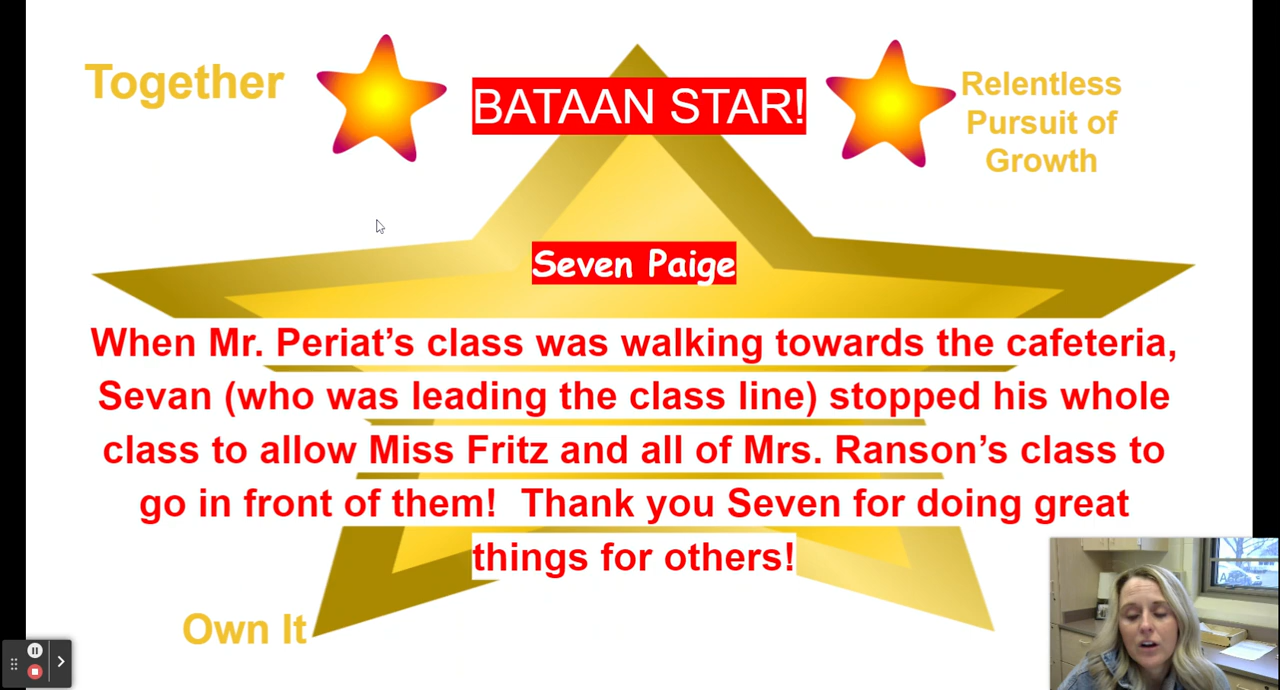 Together
BATAAN STAR!
Relentless
Pursuit of
Growth
Seven Paige
When Mr. Periat’s class was walking towards the cafeteria,
Sevan (who was leading the class line) stopped his whole
class to allow Miss Fritz and all of Mrs. Ranson’s class to
go in front of them!  Thank you Seven for doing great
things for others!
Own It